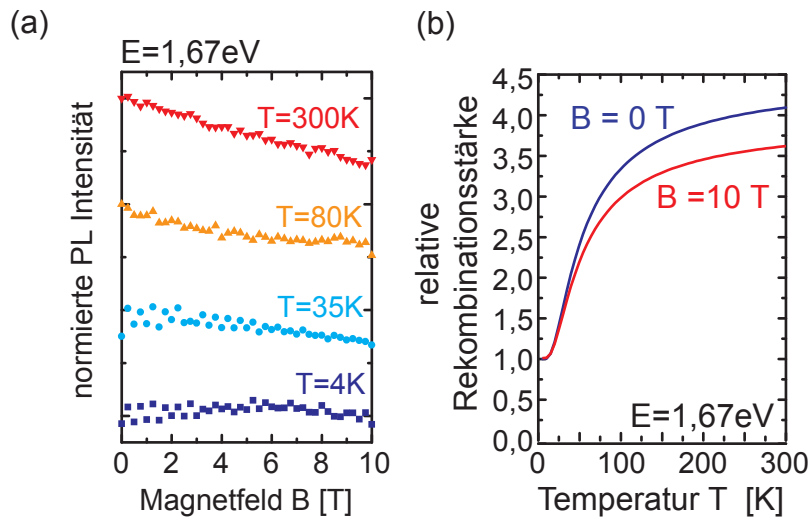 (a)
E=1,67eV
T=300K
T=80K
T=35K
T=4K
normierte PL Intensität
0 2 4 6 8 10
Magnetfeld B [T]
(b)
4,5
4,0
3,5
3,0
2,5
2,0
1,5
1,0
0,5
0,0
B = 0 T
B =10 T
E=1,67eV
relative
Rekombinationsstärke
0 100 200 300
Temperatur T [K]